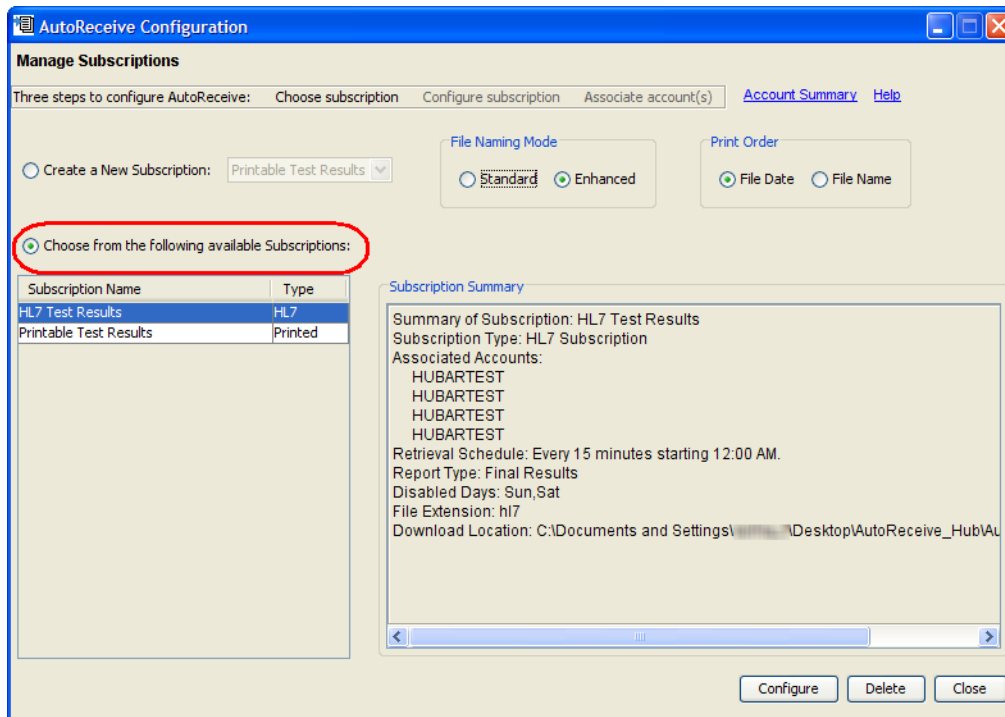 AutoReceive Configuration
Manage Subscriptions
Three steps to configure AutoReceive: Choose subscription Configure subscription Associate account(s) Account Summary Help
File Naming Mode Print Order
Create a New Subscription: Printable Test Results Standard Enhanced File Date File Name
Choose from the following available Subscriptions:
Subscription Name Type
HL7 Test Results HL7
Printable Test Results Printed
Subscription Summary
Summary of Subscription: HL7 Test Results
Subscription Type: HL7 Subscription
Associated Accounts:
HUBARTEST
HUBARTEST
HUBARTEST
HUBARTEST
Retrieval Schedule: Every 15 minutes starting 12:00 AM.
Report Type: Final Results
Disabled Days: Sun,Sat
File Extension: hl7
Download Location: C:\Documents and Settings\ \Desktop\AutoReceive_Hub\Au
Configure Delete Close